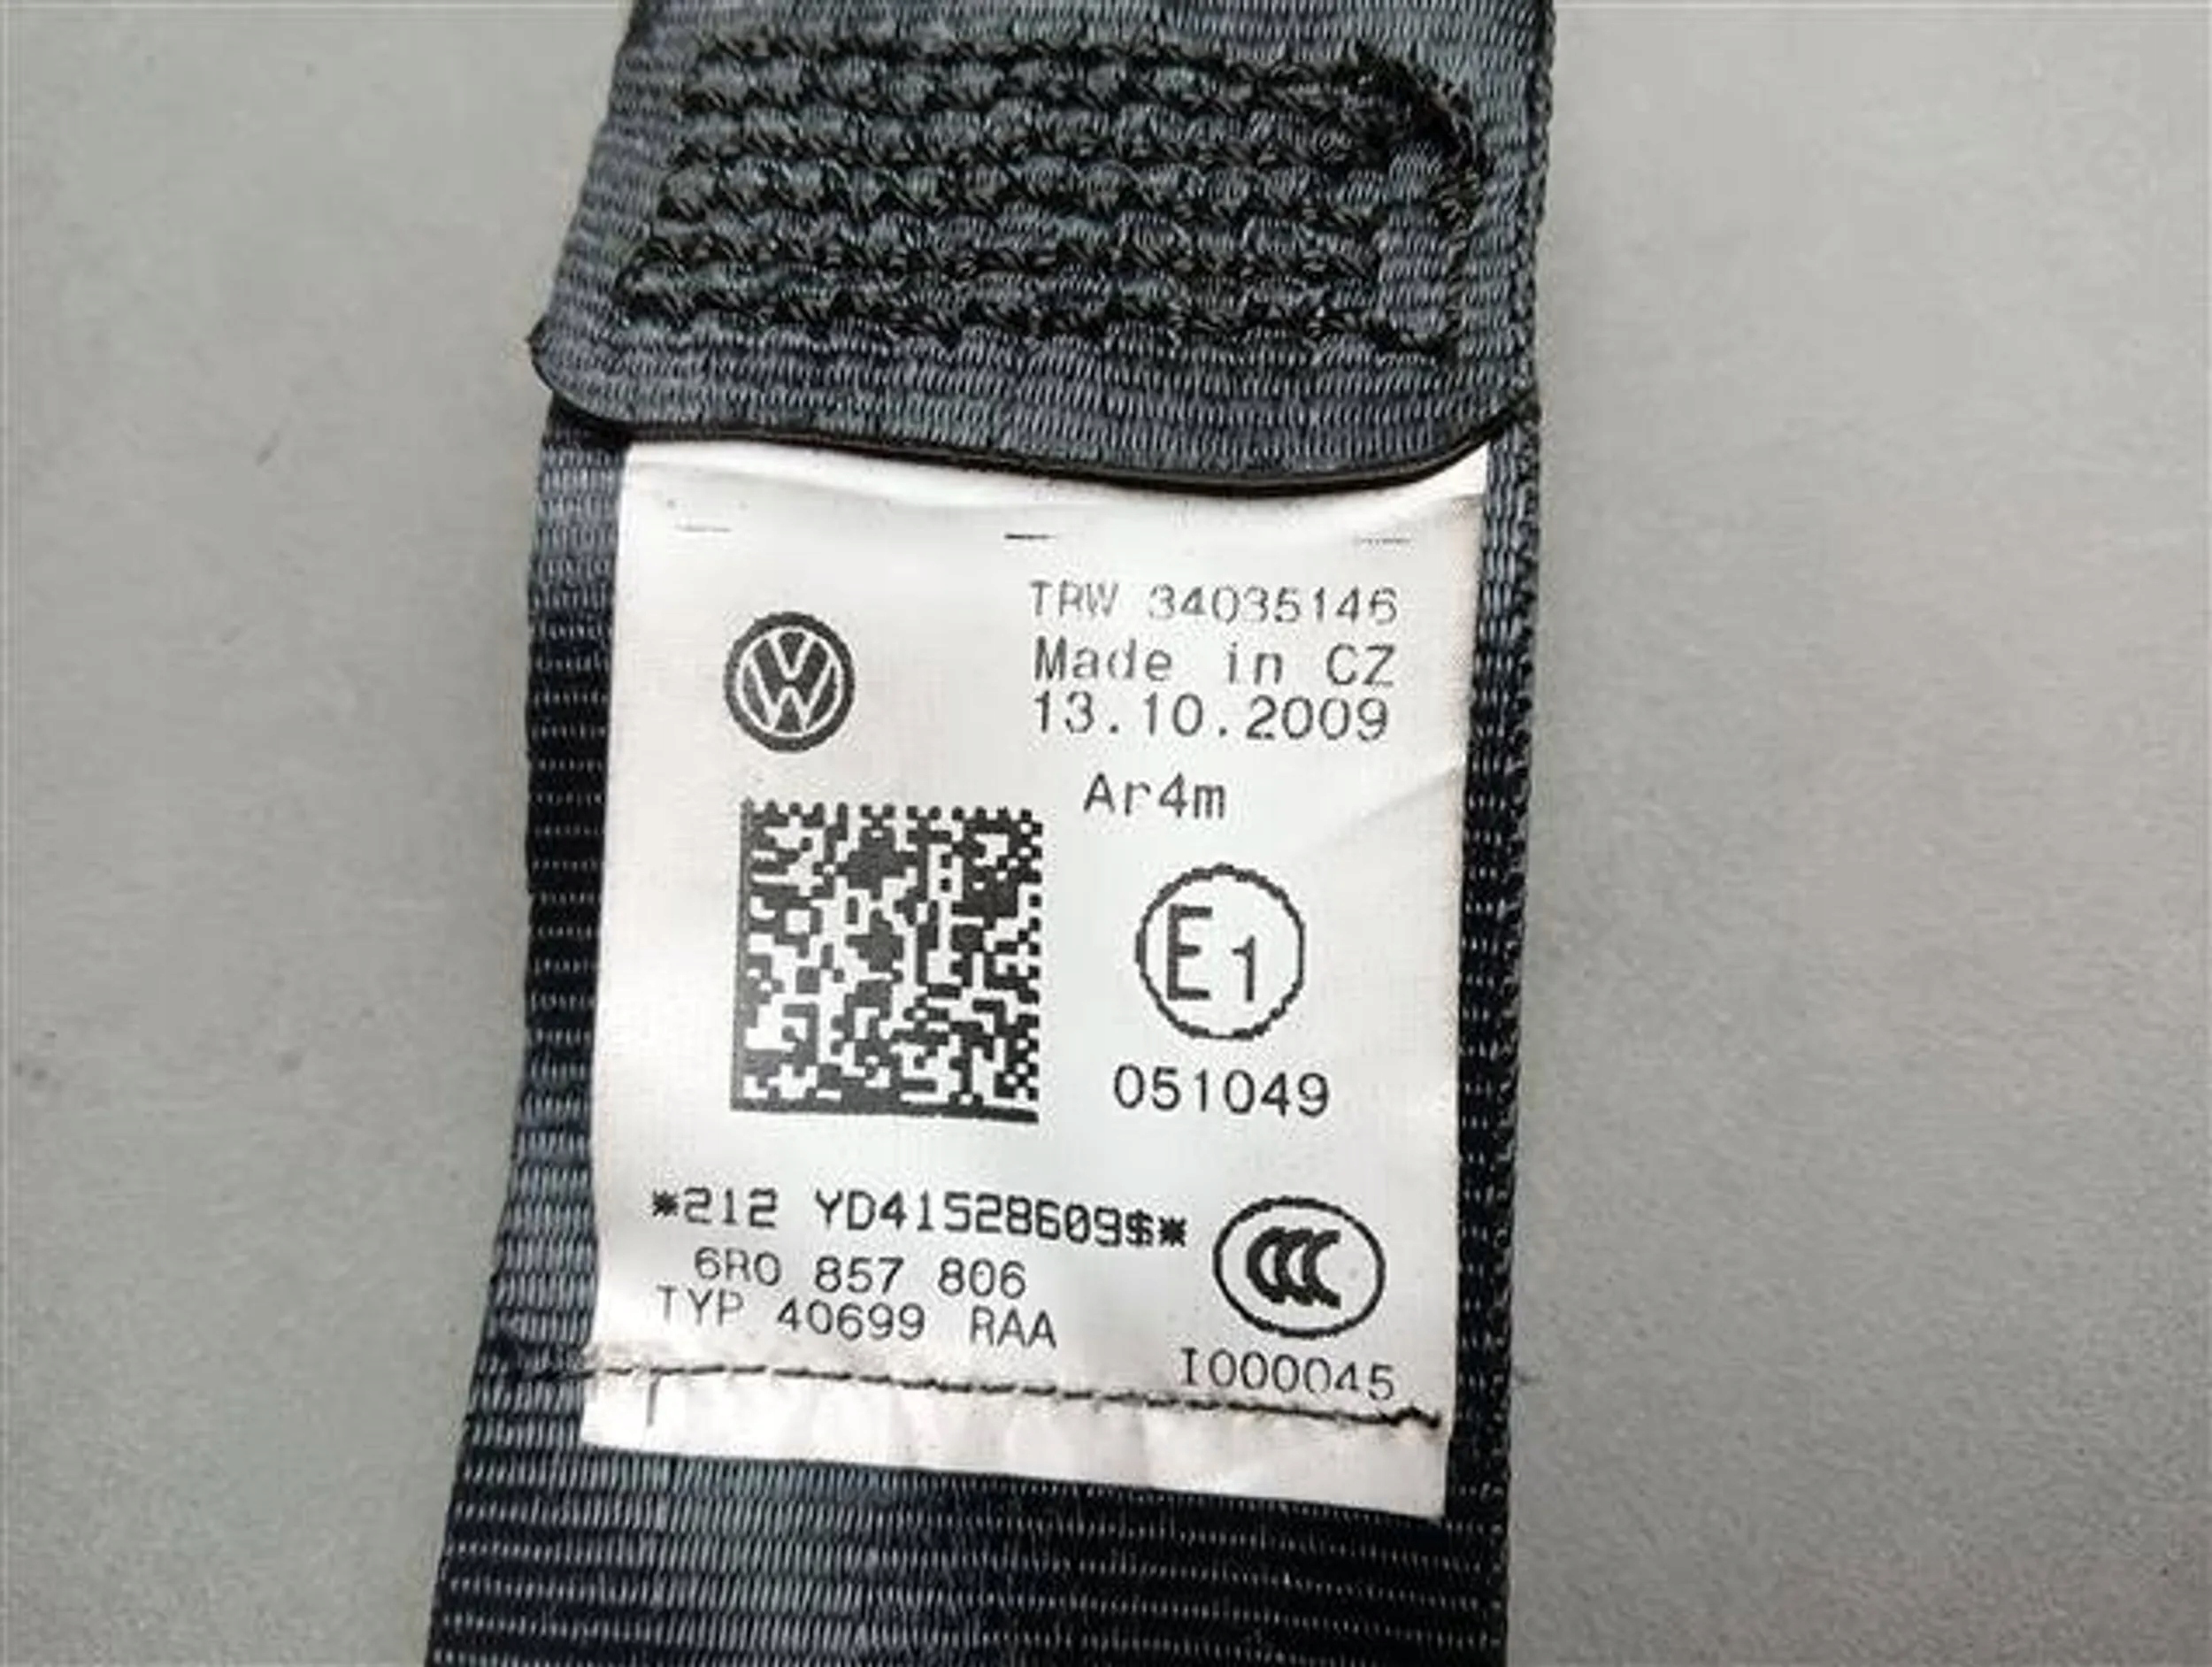 TRW 34035146
Made in CZ
13.10.2009
Ar4m
E1
051049
*212 YD41528609$*
6R0 857 806
TYP 40699 RAA
CCC
I000045